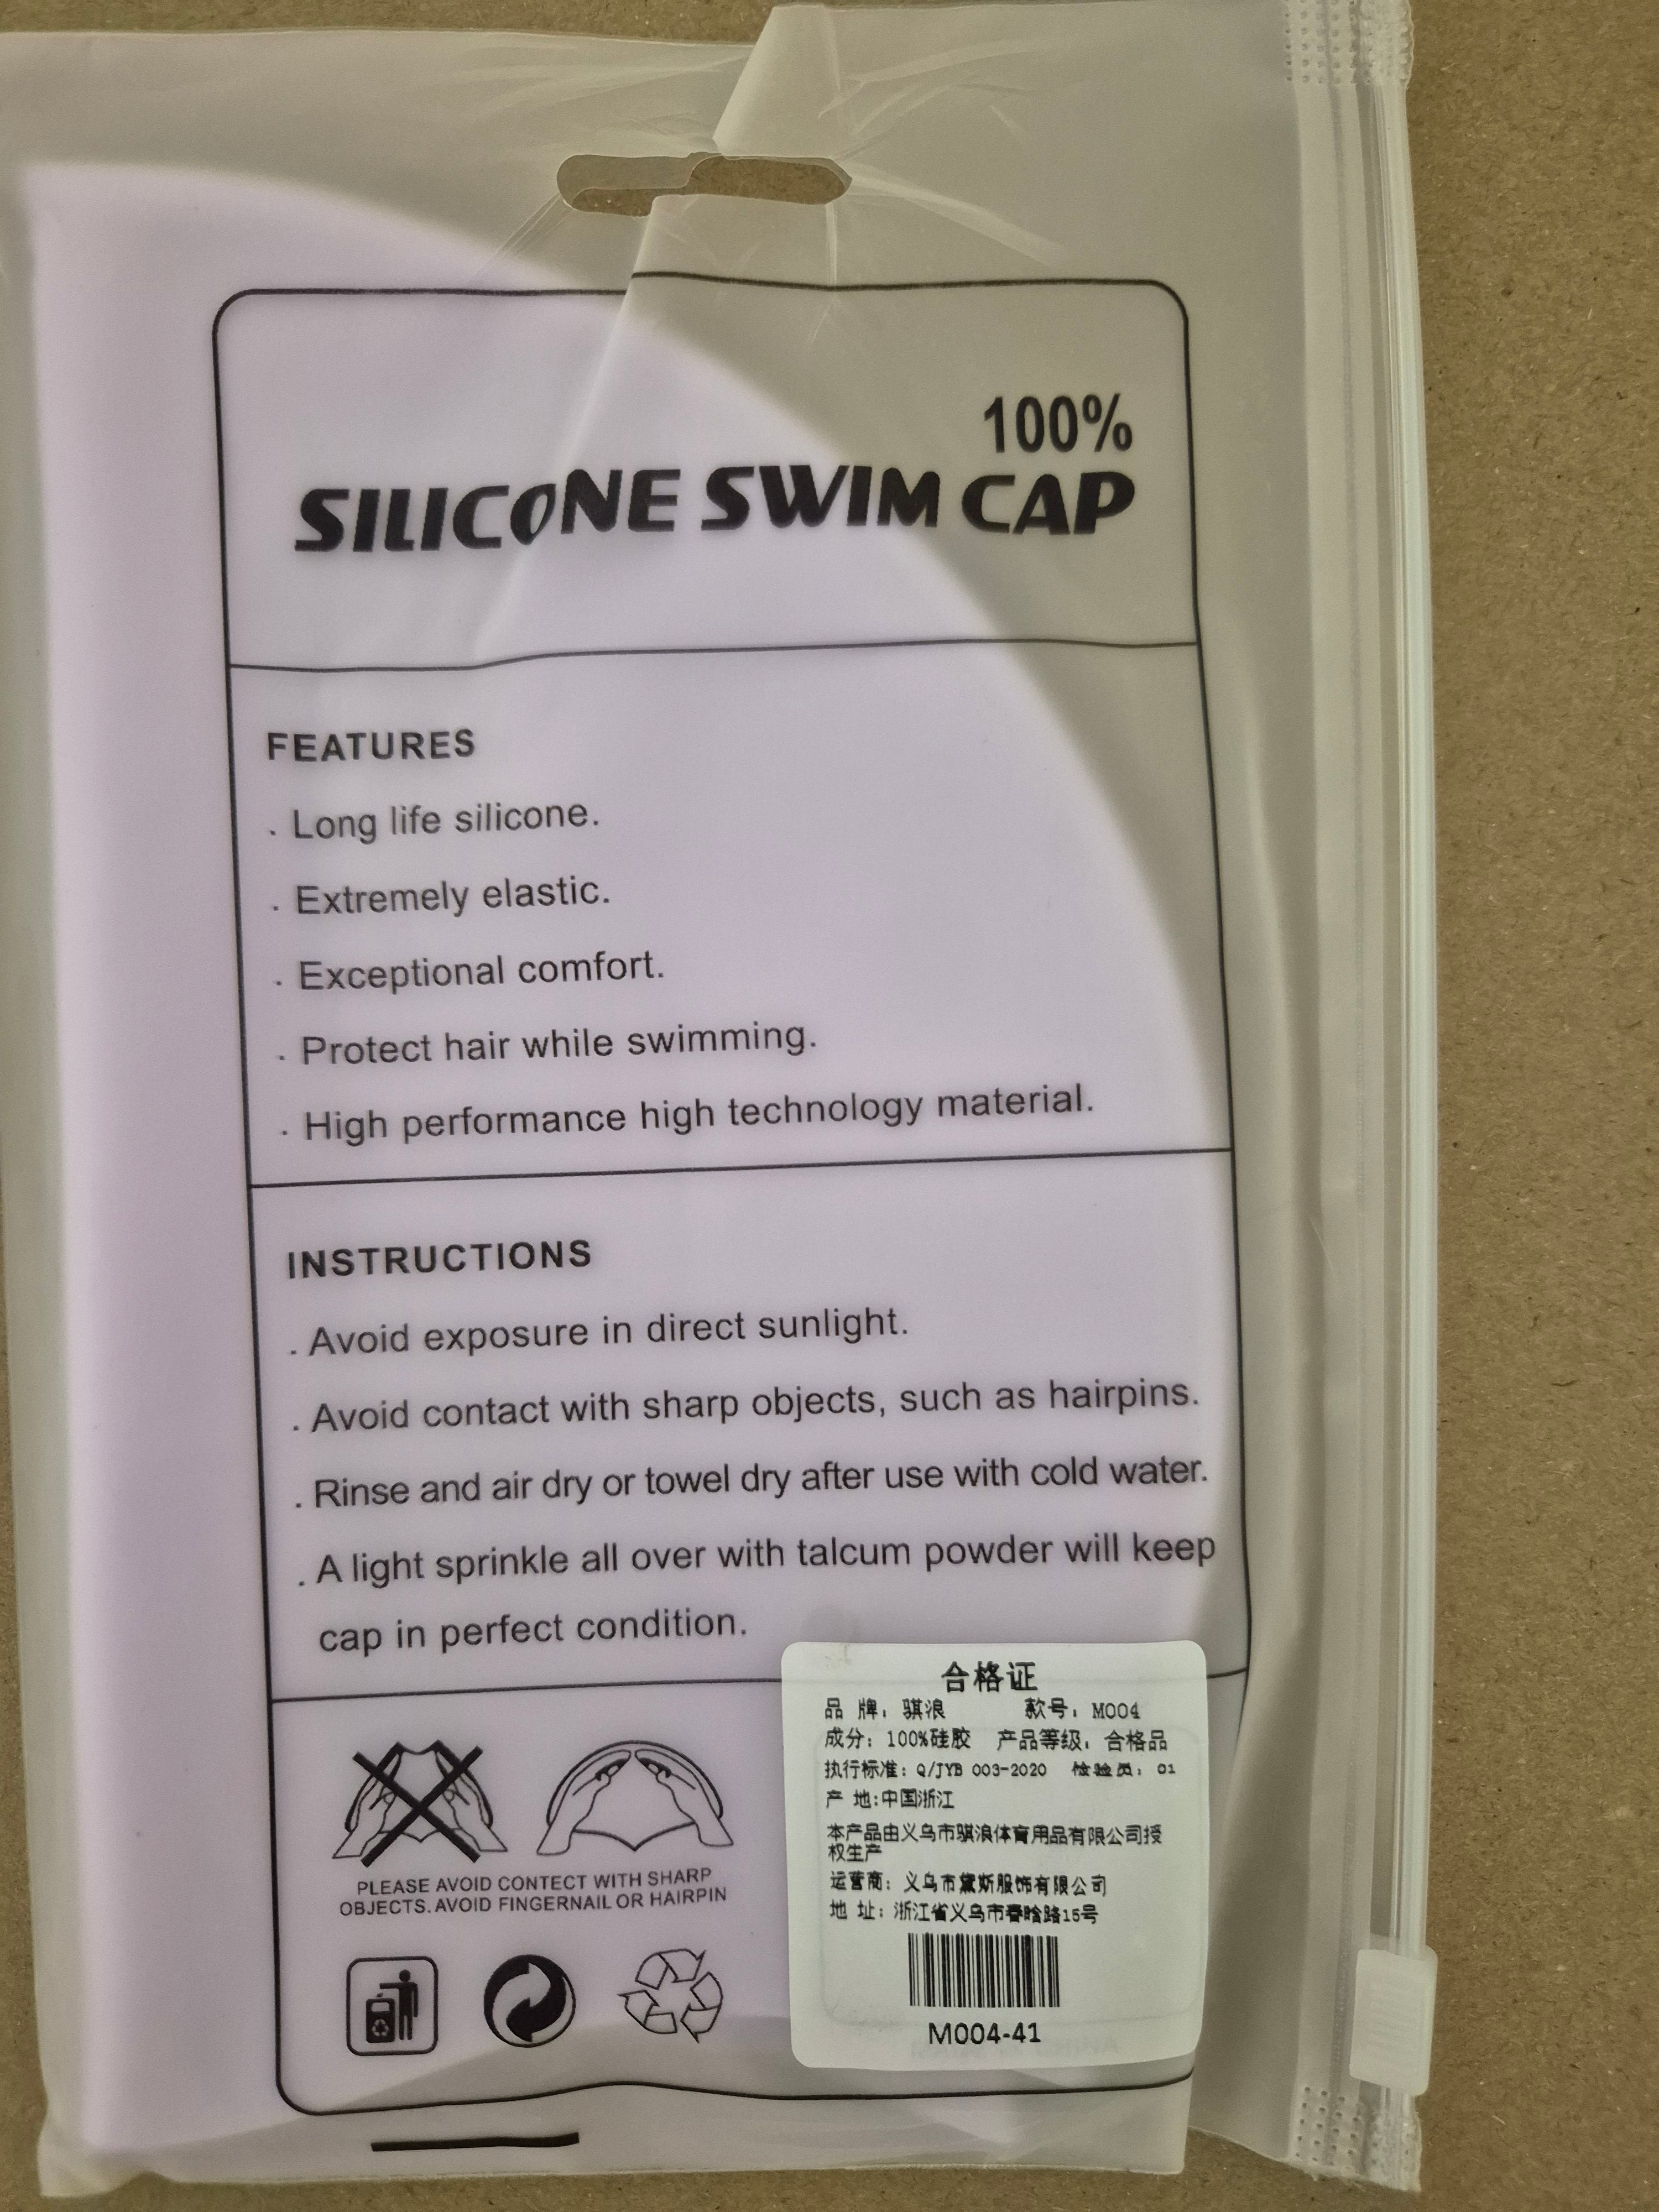 100%
SILICONE SWIM CAP
FEATURES
. Long life silicone.
. Extremely elastic.
. Exceptional comfort.
. Protect hair while swimming.
. High performance high technology material.
INSTRUCTIONS
. Avoid exposure in direct sunlight.
. Avoid contact with sharp objects, such as hairpins.
. Rinse and air dry or towel dry after use with cold water.
. A light sprinkle all over with talcum powder will keep
cap in perfect condition.
PLEASE AVOID CONTECT WITH SHARP
OBJECTS. AVOID FINGERNAIL OR HAIRPIN
合格证
品 牌: 骐浪 款号: M004
成分: 100%硅胶 产品等级: 合格品
执行标准: Q/JYB 003-2020 检验员: 01
产 地:中国浙江
本产品由义乌市骐浪体育用品有限公司授
权生产
运营商: 义乌市黛斯服饰有限公司
地 址: 浙江省义乌市春晗路15号
M004-41